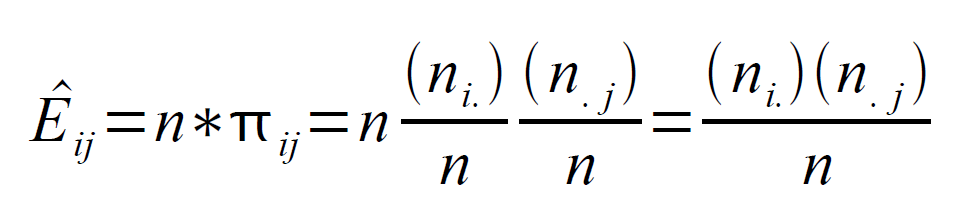 Ê_ij = n * π_ij = n (n_i.)/n (n_.j)/n = (n_i.)(n_.j)/n